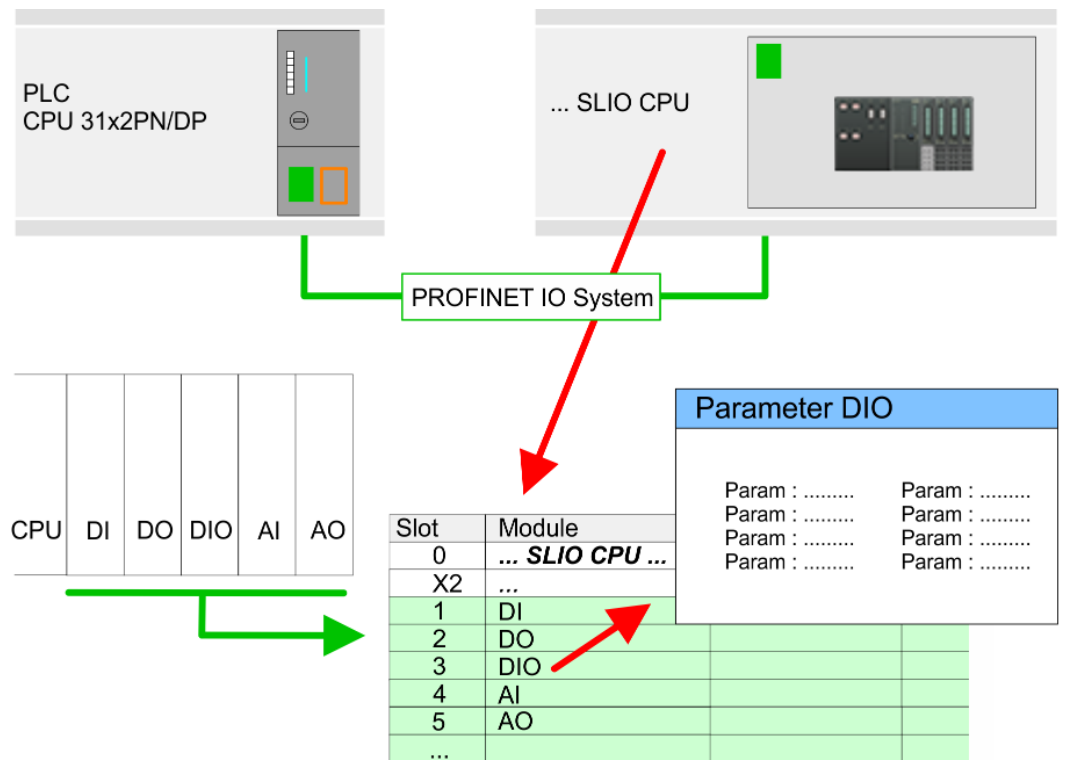 PLC
CPU 31x2PN/DP
... SLIO CPU
PROFINET IO System
CPU DI DO DIO AI AO
Parameter DIO
Param : ......... Param : .........
Param : ......... Param : .........
Param : ......... Param : .........
Param : ......... Param : .........
Slot Module
0 ... SLIO CPU ...
X2 ...
1 DI
2 DO
3 DIO
4 AI
5 AO
...